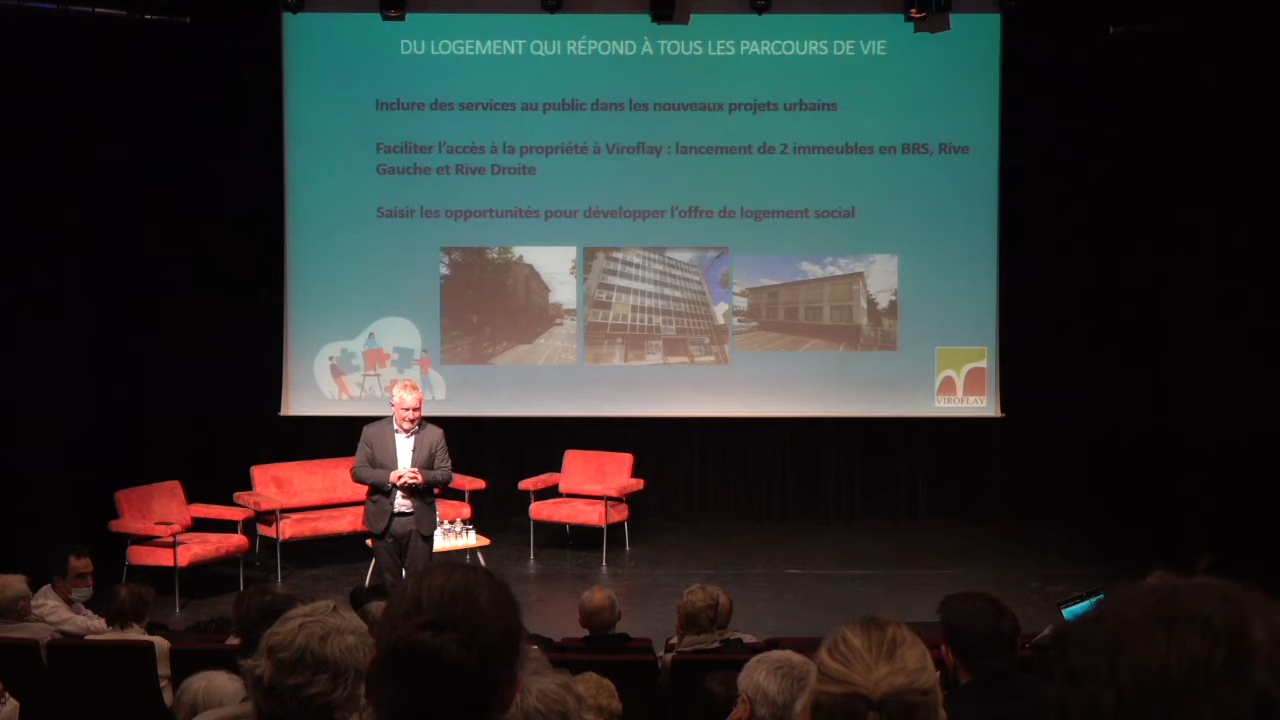 DU LOGEMENT QUI RÉPOND À TOUS LES PARCOURS DE VIE
Inclure des services au public dans les nouveaux projets urbains
Faciliter l'accès à la propriété à Viroflay : lancement de 2 immeubles en BRS, Rive
Gauche et Rive Droite
Saisir les opportunités pour développer l'offre de logement social
VIROFLAY